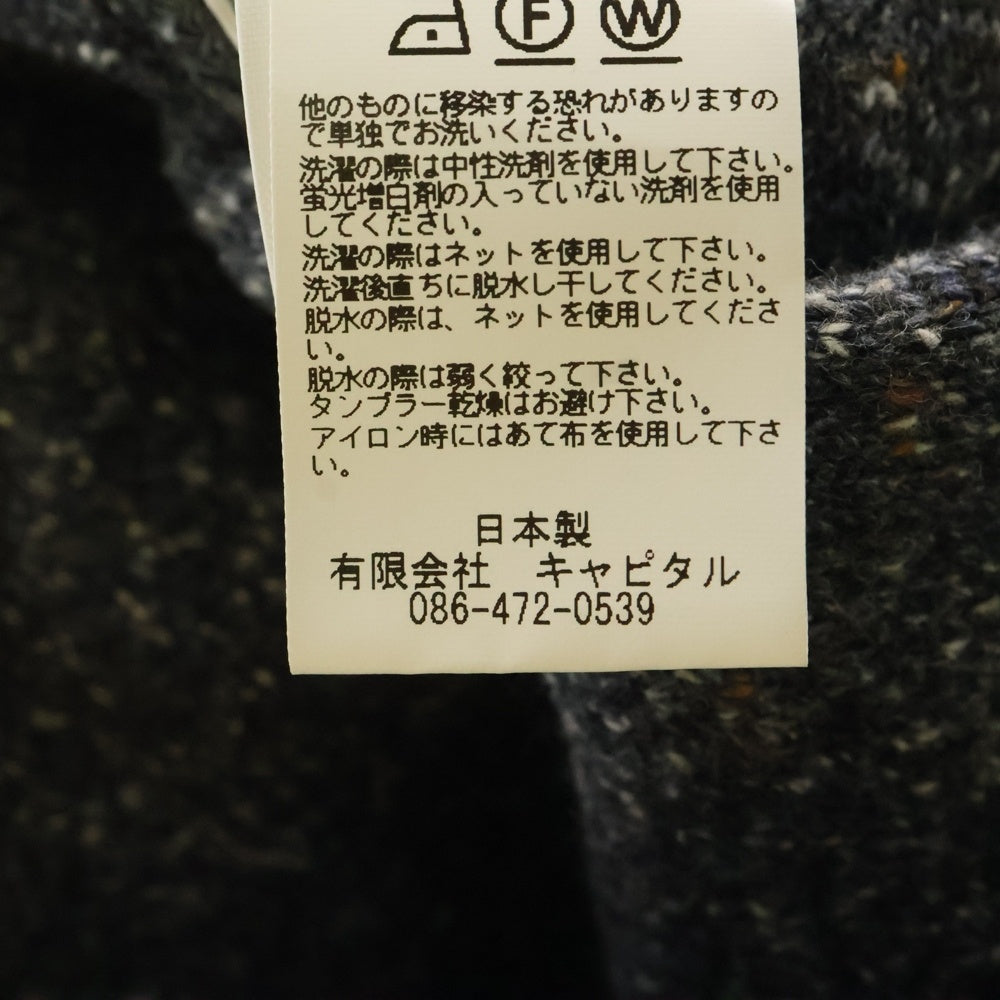 F W
他のものに移染する恐れがありますの
で単独でお洗いください。
洗濯の際は中性洗剤を使用して下さい。
蛍光増白剤の入っていない洗剤を使用
してください。
洗濯の際はネットを使用して下さい。
洗濯後直ちに脱水し干してください。
脱水の際は、ネットを使用してくださ
い。
脱水の際は弱く絞って下さい。
タンブラー乾燥はお避け下さい。
アイロン時にはあて布を使用して下さ
い。
日本製
有限会社　キャピタル
086-472-0539